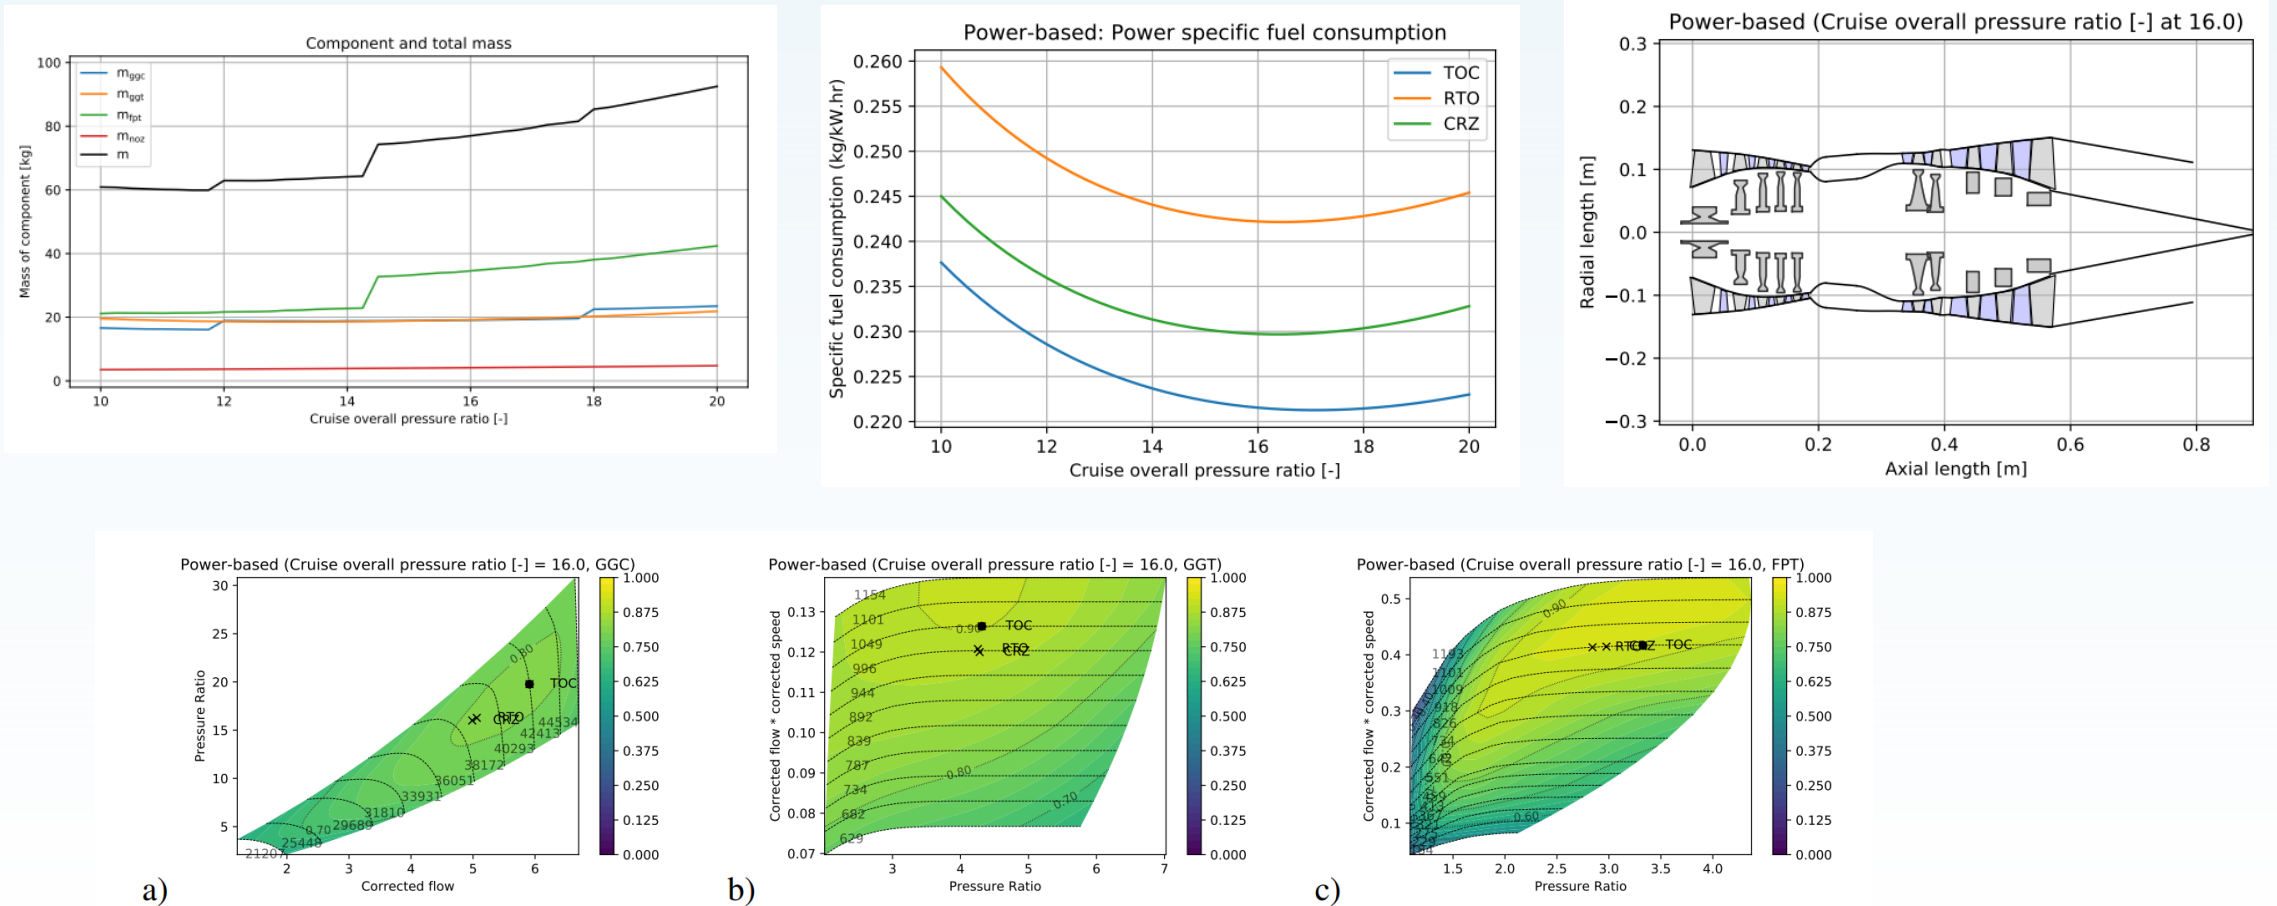 Component and total mass
m_ggc
m_ggt
m_fpt
m_noz
m
Mass of component [kg]
100
80
60
40
20
0
10 12 14 16 18 20
Cruise overall pressure ratio [-]
Power-based: Power specific fuel consumption
TOC
RTO
CRZ
Specific fuel consumption (kg/kW.hr)
0.260
0.255
0.250
0.245
0.240
0.235
0.230
0.225
0.220
10 12 14 16 18 20
Cruise overall pressure ratio [-]
Power-based (Cruise overall pressure ratio [-] at 16.0)
Radial length [m]
0.3
0.2
0.1
0.0
−0.1
−0.2
−0.3
0.0 0.2 0.4 0.6 0.8
Axial length [m]
Power-based (Cruise overall pressure ratio [-] = 16.0, GGC)
Pressure Ratio
30
25
20
15
10
5
0.80
TOC
RTO
CRZ
44534
42413
40293
38172
36051
33931
31810
29689
0.70
25448
2120
2 3 4 5 6
Corrected flow
1.000
0.875
0.750
0.625
0.500
0.375
0.250
0.125
0.000
a)
Power-based (Cruise overall pressure ratio [-] = 16.0, GGT)
Corrected flow * corrected speed
0.13
0.12
0.11
0.10
0.09
0.08
0.07
1154
1101
1049
996
944
892
839
787
734
682
629
0.90
TOC
RTO
CRZ
0.80
0.70
3 4 5 6 7
Pressure Ratio
1.000
0.875
0.750
0.625
0.500
0.375
0.250
0.125
0.000
b)
Power-based (Cruise overall pressure ratio [-] = 16.0, FPT)
Corrected flow * corrected speed
0.5
0.4
0.3
0.2
0.1
0.90
RTO
CRZ
TOC
1193
1101
1009
918
826
734
642
551
0.60
1.5 2.0 2.5 3.0 3.5 4.0
Pressure Ratio
1.000
0.875
0.750
0.625
0.500
0.375
0.250
0.125
0.000
c)